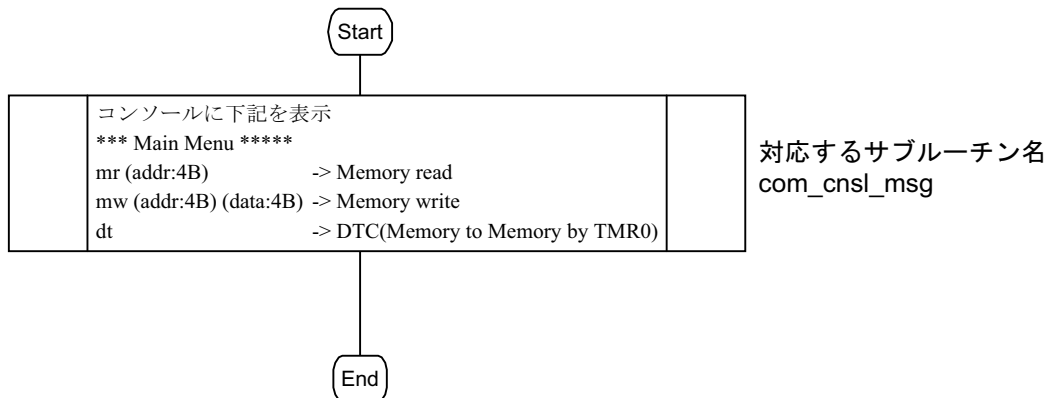 Start
コンソールに下記を表示
*** Main Menu *****
mr (addr:4B) -> Memory read
mw (addr:4B) (data:4B) -> Memory write
dt -> DTC(Memory to Memory by TMR0)
対応するサブルーチン名
com_cnsl_msg
End